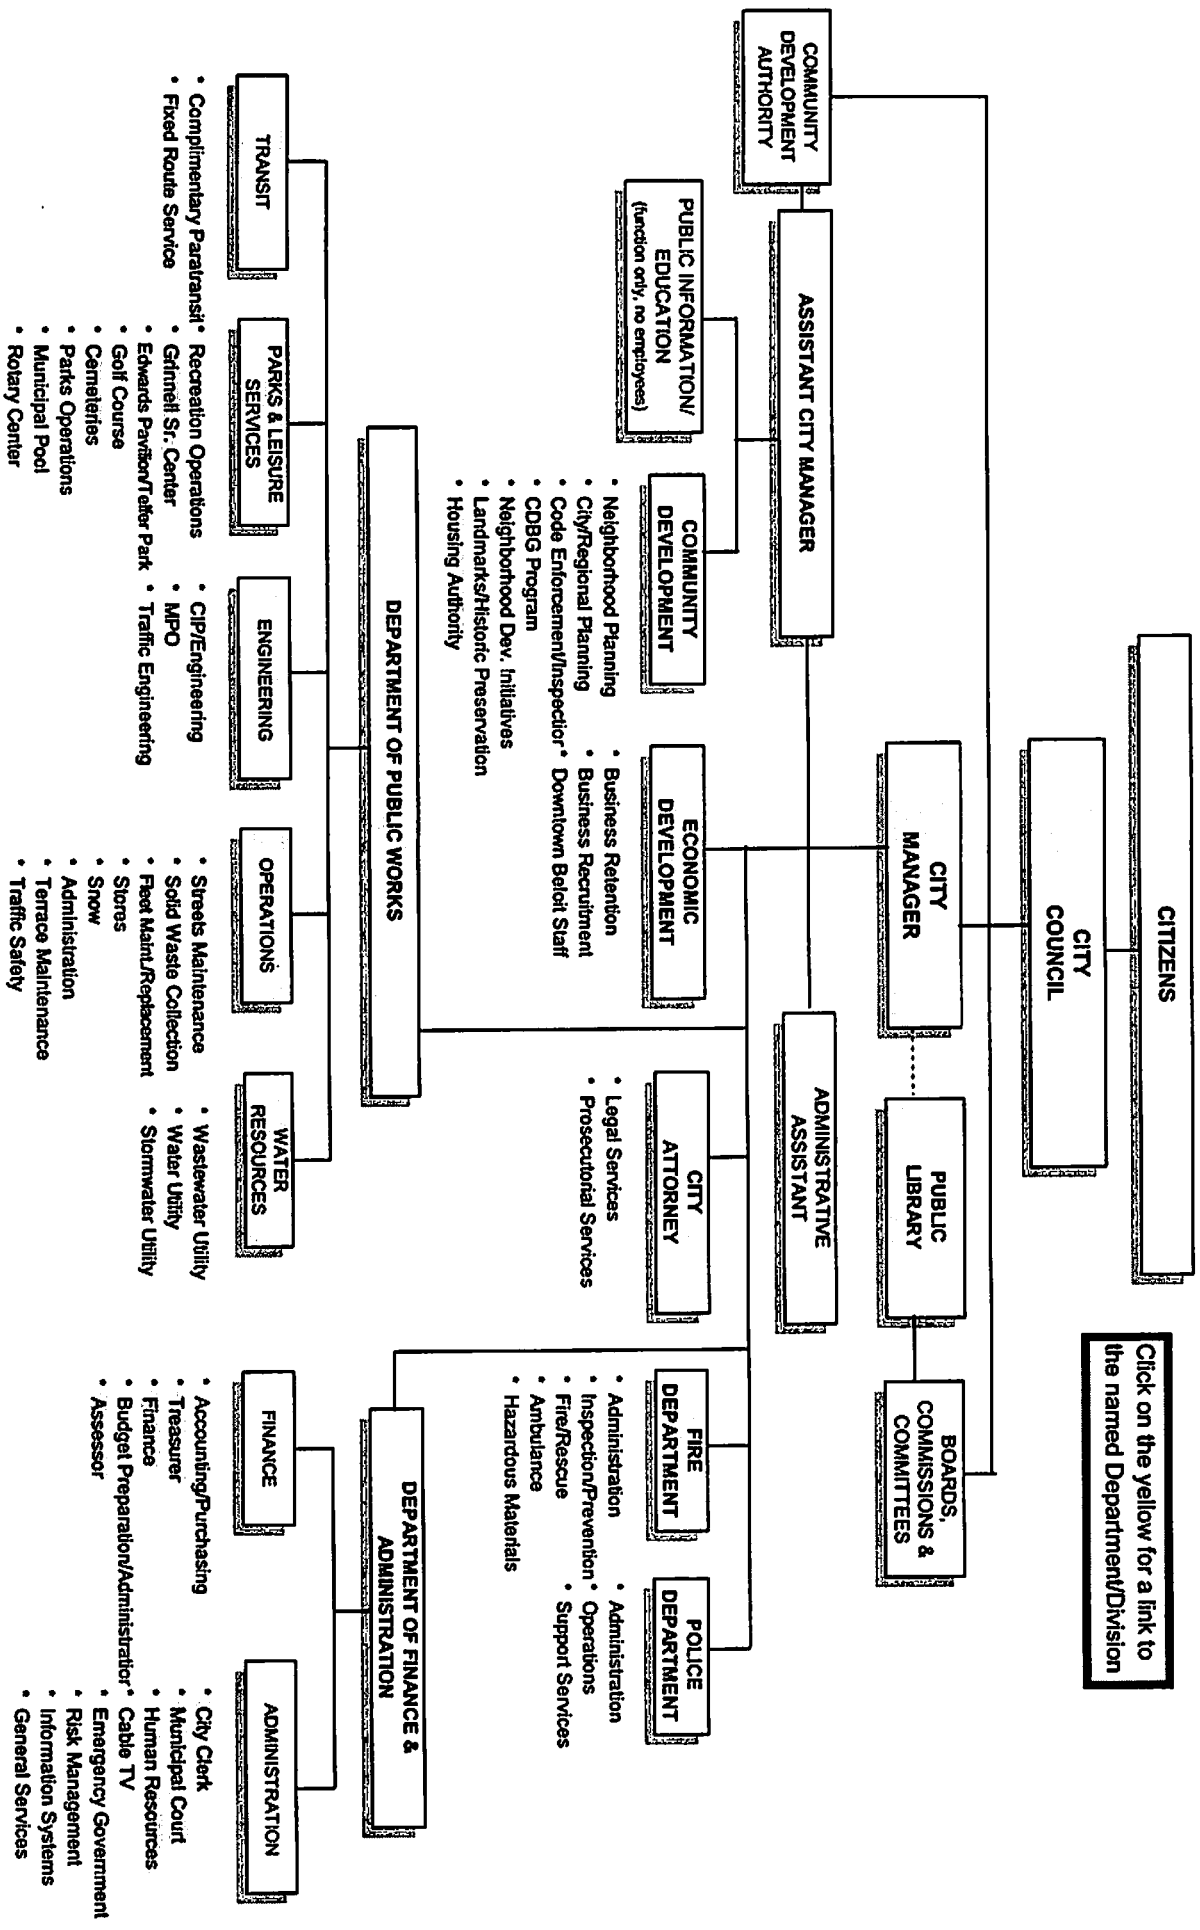 CITIZENS
Click on the yellow for a link to
the named Department/Division
CITY
COUNCIL
CITY
MANAGER
PUBLIC
LIBRARY
BOARDS,
COMMISSIONS &
COMMITTEES
COMMUNITY
DEVELOPMENT
AUTHORITY
ASSISTANT CITY MANAGER
ADMINISTRATIVE
ASSISTANT
PUBLIC INFORMATION/
EDUCATION
(function only, no employees)
COMMUNITY
DEVELOPMENT
• Neighborhood Planning
• City/Regional Planning
• Code Enforcement/Inspection
• CDBG Program
• Neighborhood Dev. Initiatives
• Landmarks/Historic Preservation
• Housing Authority
ECONOMIC
DEVELOPMENT
• Business Retention
• Business Recruitment
• Downtown Beloit Staff
CITY
ATTORNEY
• Legal Services
• Prosecutorial Services
FIRE
DEPARTMENT
• Administration
• Inspection/Prevention
• Fire/Rescue
• Ambulance
• Hazardous Materials
POLICE
DEPARTMENT
• Administration
• Operations
• Support Services
DEPARTMENT OF PUBLIC WORKS
DEPARTMENT OF FINANCE &
ADMINISTRATION
TRANSIT
• Complimentary Paratransit
• Fixed Route Service
PARKS & LEISURE
SERVICES
• Recreation Operations
• Grinnell Sr. Center
• Edwards Pavilion/Telfer Park
• Golf Course
• Cemeteries
• Parks Operations
• Municipal Pool
• Rotary Center
ENGINEERING
• CIP/Engineering
• MPO
• Traffic Engineering
OPERATIONS
• Streets Maintenance
• Solid Waste Collection
• Fleet Maint./Replacement
• Stores
• Snow
• Administration
• Terrace Maintenance
• Traffic Safety
WATER
RESOURCES
• Wastewater Utility
• Water Utility
• Stormwater Utility
FINANCE
• Accounting/Purchasing
• Treasurer
• Finance
• Budget Preparation/Administration
• Assessor
ADMINISTRATION
• City Clerk
• Municipal Court
• Human Resources
• Cable TV
• Emergency Government
• Risk Management
• Information Systems
• General Services